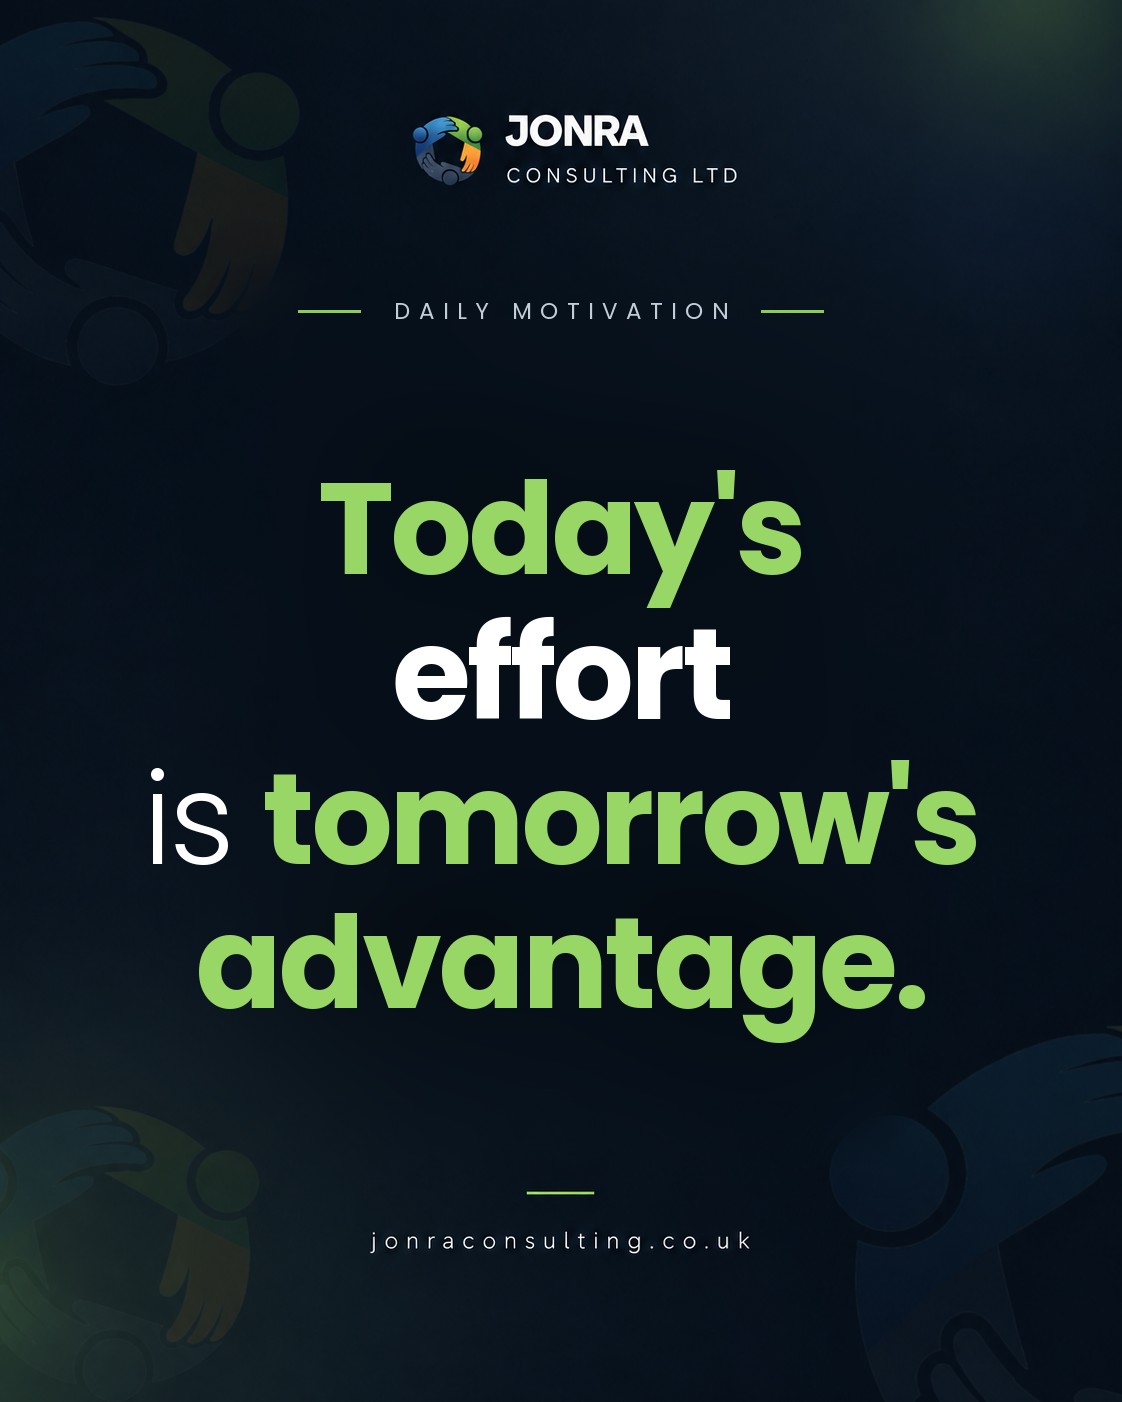 JONRA
CONSULTING LTD
DAILY MOTIVATION
Today's
effort
is tomorrow's
advantage.
jonraconsulting.co.uk